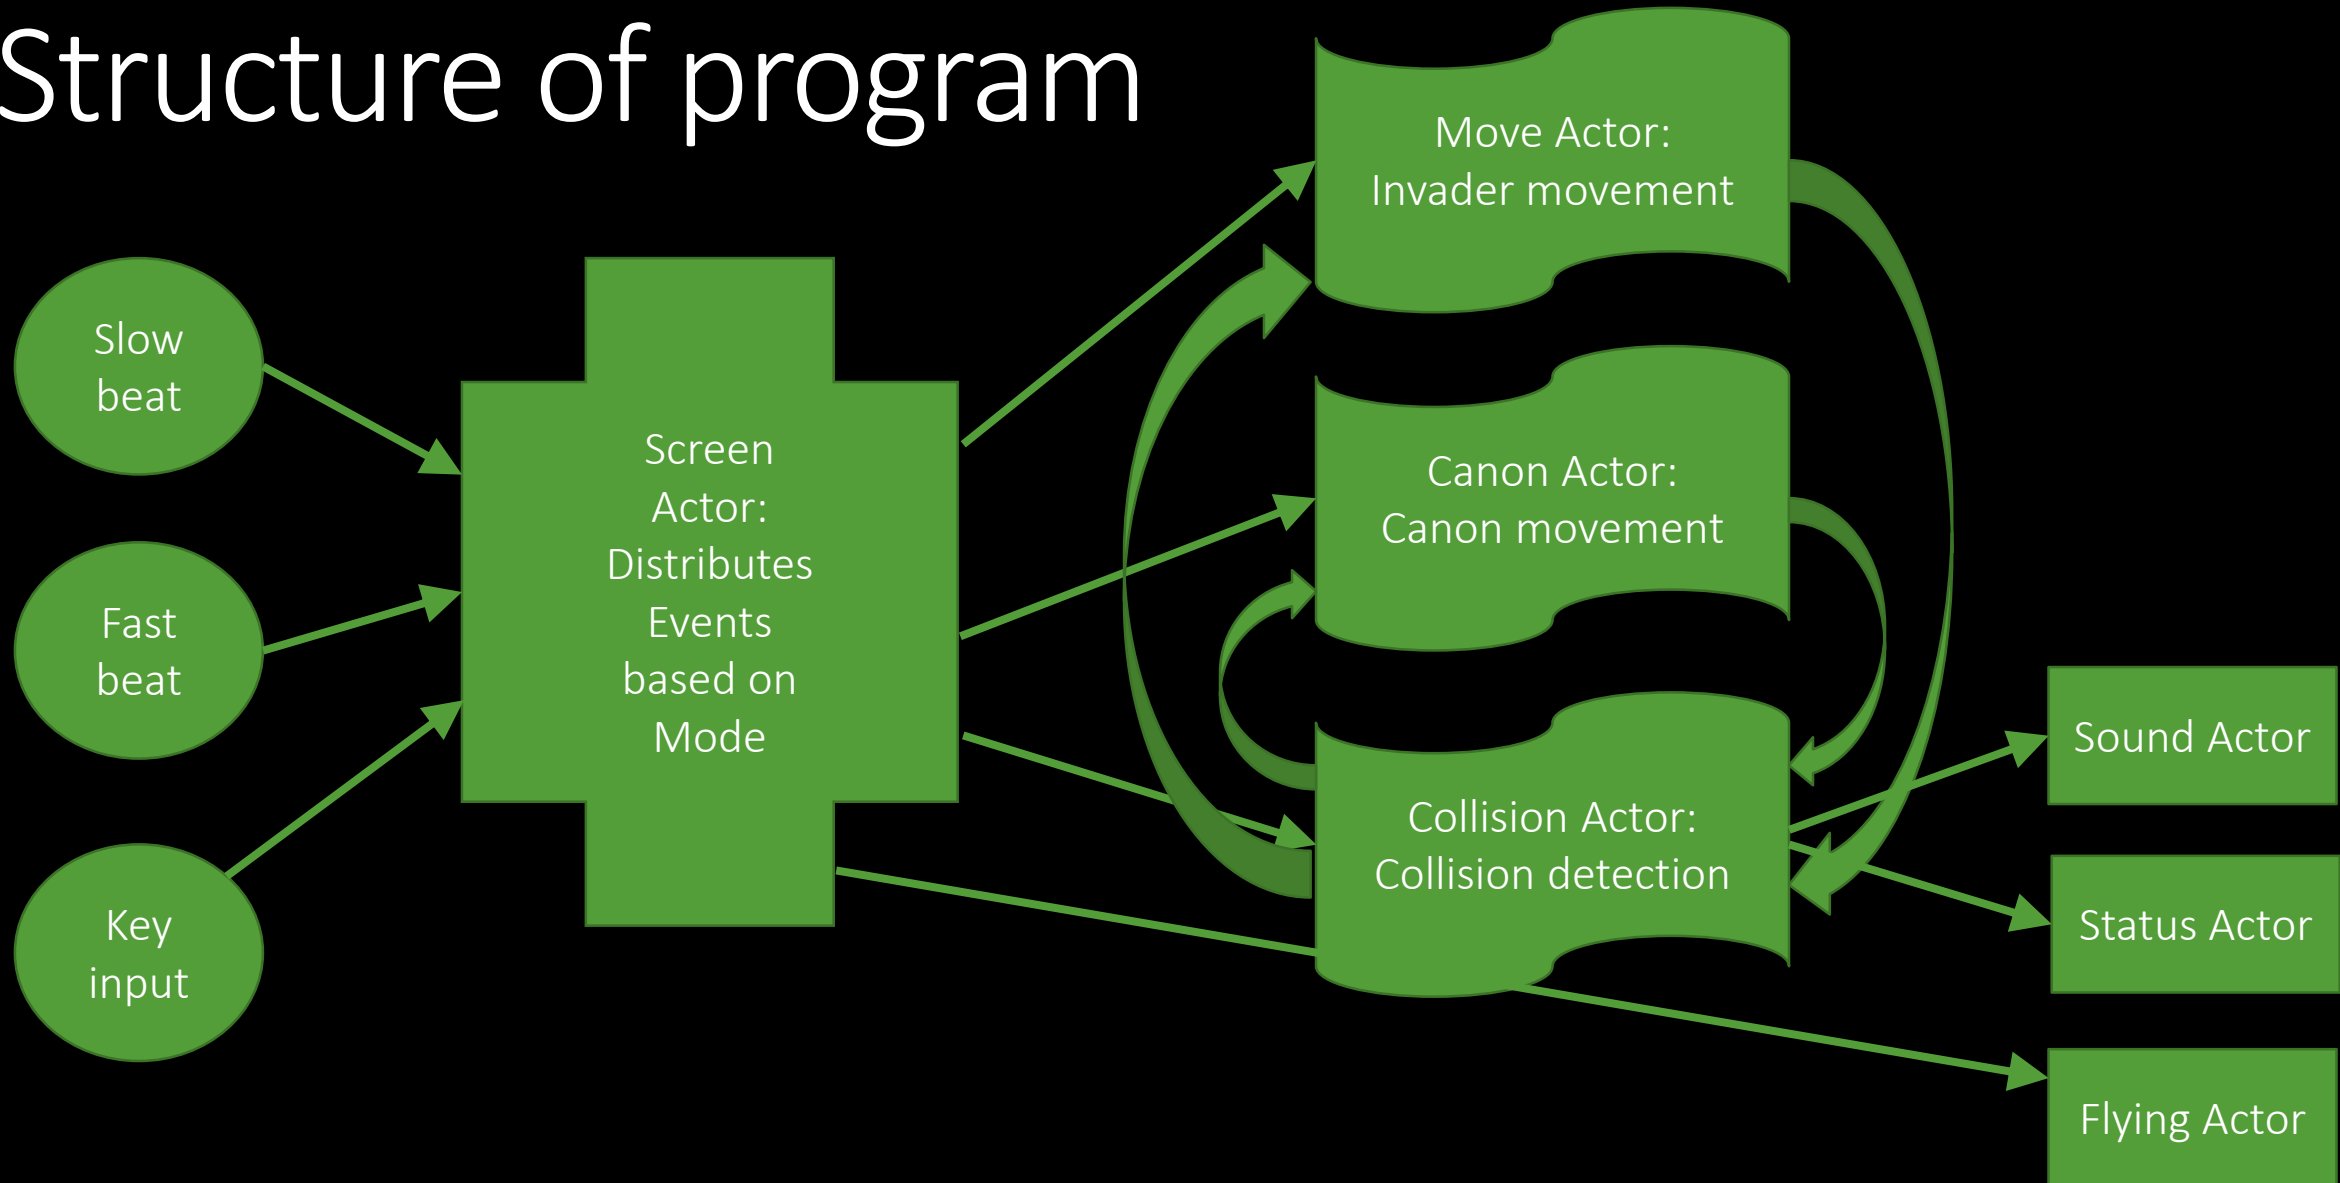 Structure of program
Slow
beat
Fast
beat
Key
input
Screen
Actor:
Distributes
Events
based on
Mode
Move Actor:
Invader movement
Canon Actor:
Canon movement
Collision Actor:
Collision detection
Sound Actor
Status Actor
Flying Actor